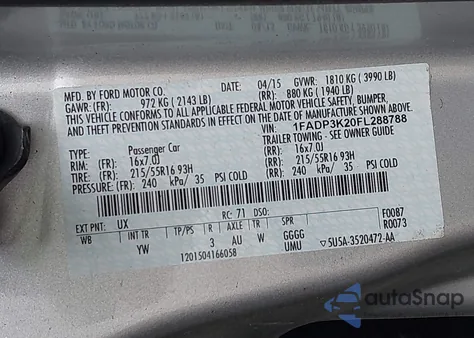 MFD. BY FORD MOTOR CO.
04/15 GVWR: 1810 KG ( 3990 LB)
GAWR:(FR) 972 KG ( 2143 LB) (RR) 880 KG ( 1940 LB)
THIS VEHICLE CONFORMS TO ALL APPLICABLE FEDERAL MOTOR VEHICLE SAFETY, BUMPER,
AND THEFT PREVENTION STANDARDS IN EFFECT ON THE DATE OF MANUFACTURE SHOWN ABOVE.
VIN: 1FADP3K20FL288788
TYPE: Passenger Car TRAILER TOWING - SEE OWNER GUIDE
RIM: (FR) 16x7.0J (RR) 16x7.0J
TIRE: (FR) 215/55R16 93H (RR) 215/55R16 93H
PRESSURE: (FR) 240 kPa/ 35 PSI COLD (RR) 240 kPa/ 35 PSI COLD
EXT PNT: UX RC: 71 DSO: F0087
WB INT TR TP/PS R AXLE TR SPR R0073
YW 3 AU W GGGG
1201504166058 UMU 5U5A-3520472-AA
autoSnap